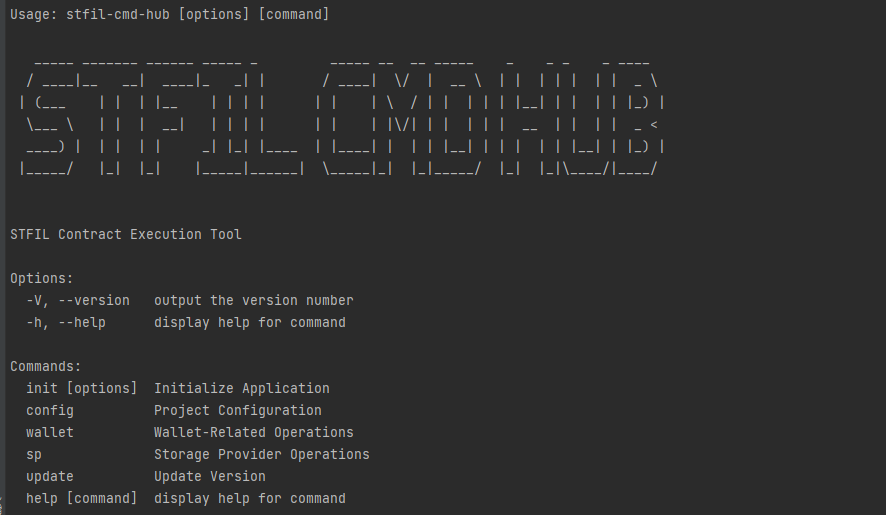 Usage: stfil-cmd-hub [options] [command]
STFIL CMDHUB
STFIL Contract Execution Tool
Options:
-V, --version   output the version number
-h, --help      display help for command
Commands:
init [options]  Initialize Application
config          Project Configuration
wallet          Wallet-Related Operations
sp              Storage Provider Operations
update          Update Version
help [command]  display help for command